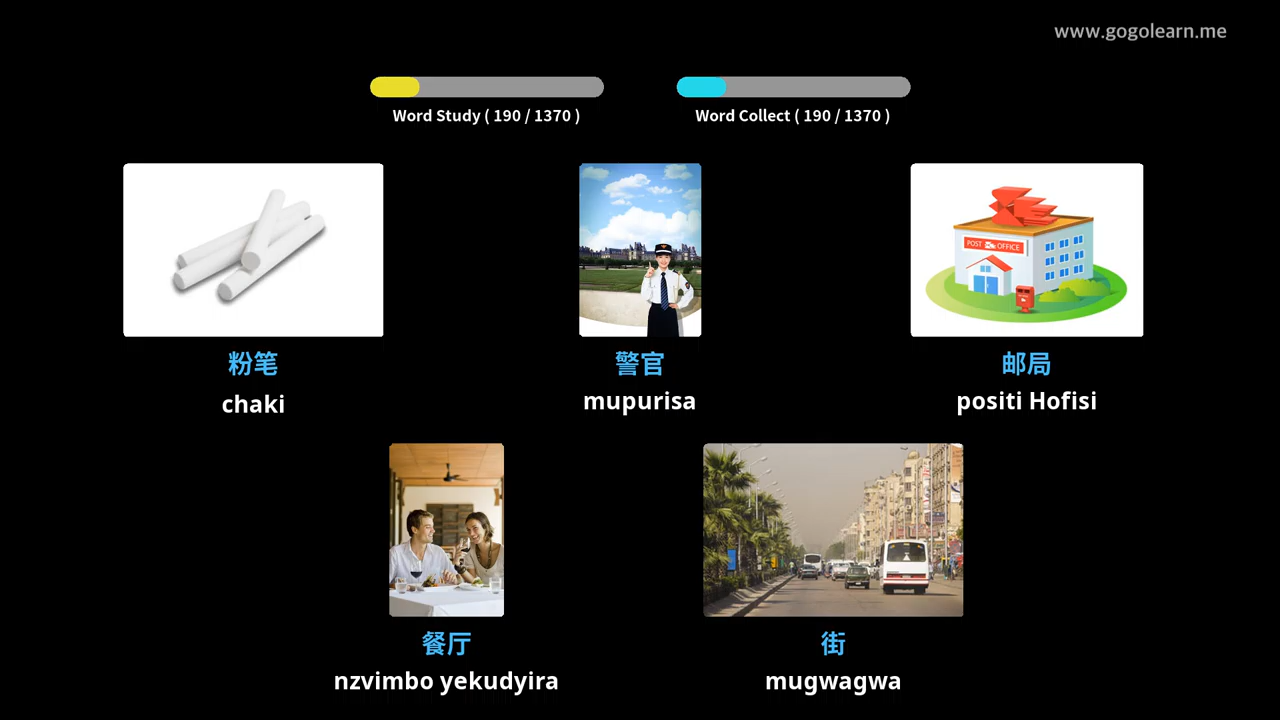 www.gogolearn.me
Word Study ( 190 / 1370 )
Word Collect ( 190 / 1370 )
POST OFFICE
粉笔
警官
邮局
chaki
mupurisa
positi Hofisi
餐厅
街
nzvimbo yekudyira
mugwagwa